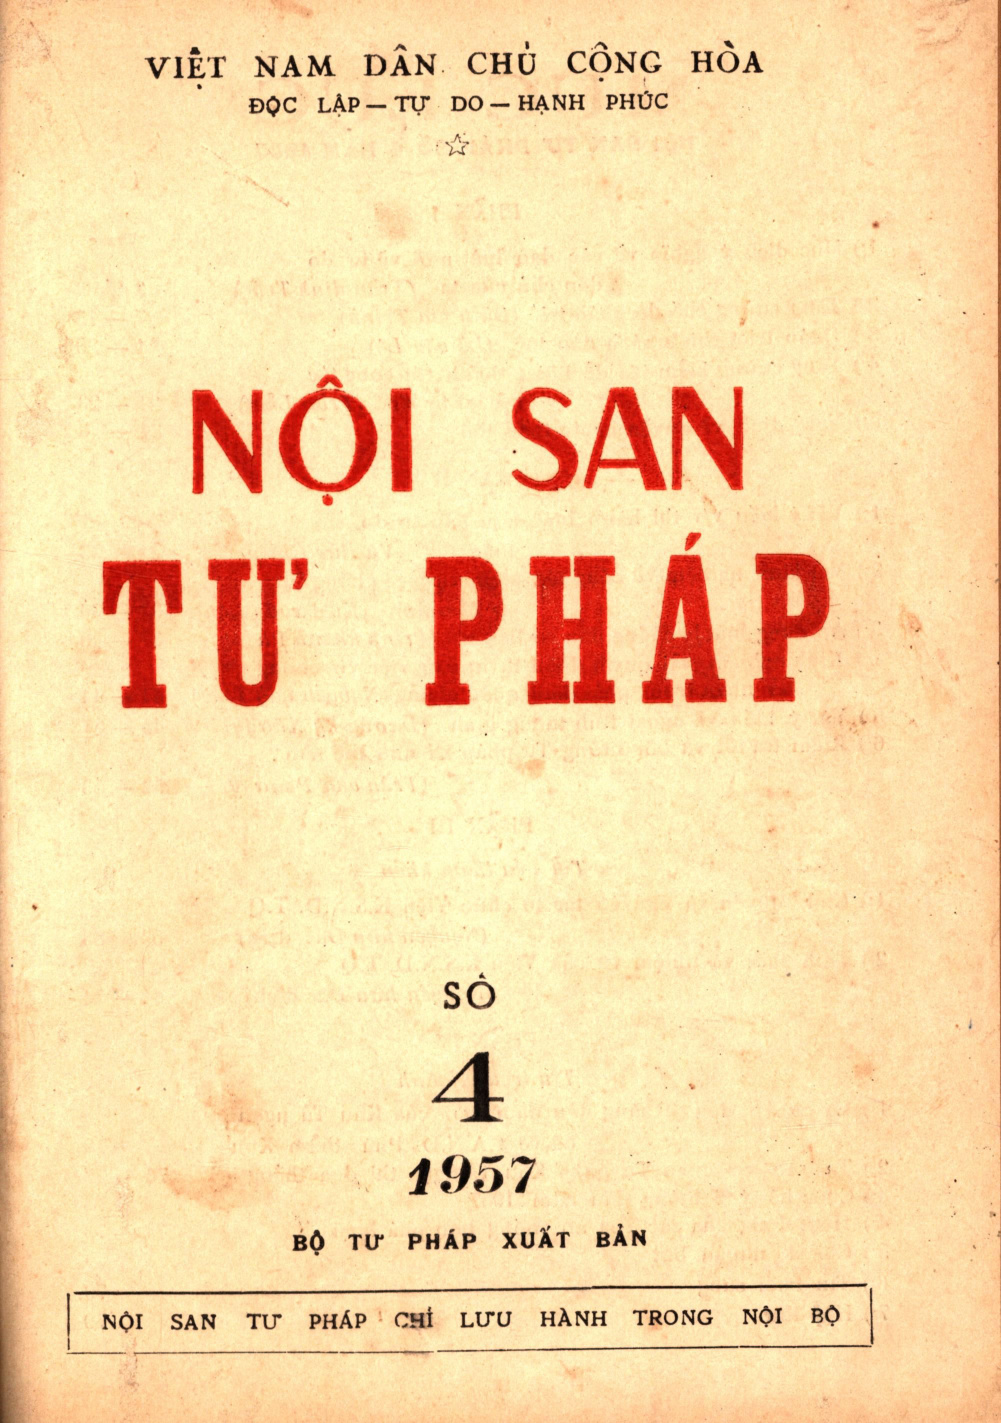 VIỆT NAM DÂN CHỦ CỘNG HÒA
ĐỘC LẬP — TỰ DO — HẠNH PHÚC
NỘI SAN
TƯ PHÁP
SỐ
4
1957
BỘ TƯ PHÁP XUẤT BẢN
NỘI SAN TƯ PHÁP CHỈ LƯU HÀNH TRONG NỘI BỘ